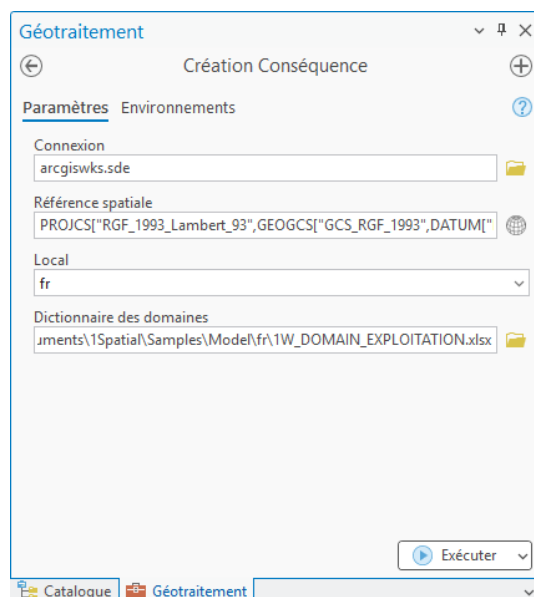 Géotraitement
Création Conséquence
Paramètres Environnements
Connexion
arcgiswks.sde
Référence spatiale
PROJCS["RGF_1993_Lambert_93",GEOGCS["GCS_RGF_1993",DATUM["
Local
fr
Dictionnaire des domaines
uments\1Spatial\Samples\Model\fr\1W_DOMAIN_EXPLOITATION.xlsx
Exécuter
Catalogue Géotraitement